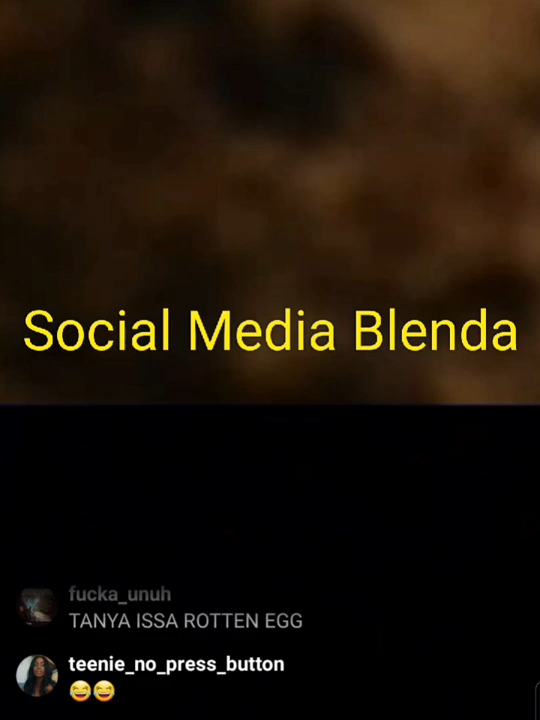 Social Media Blenda
fucka_unuh
TANYA ISSA ROTTEN EGG
teenie_no_press_button
😂😂